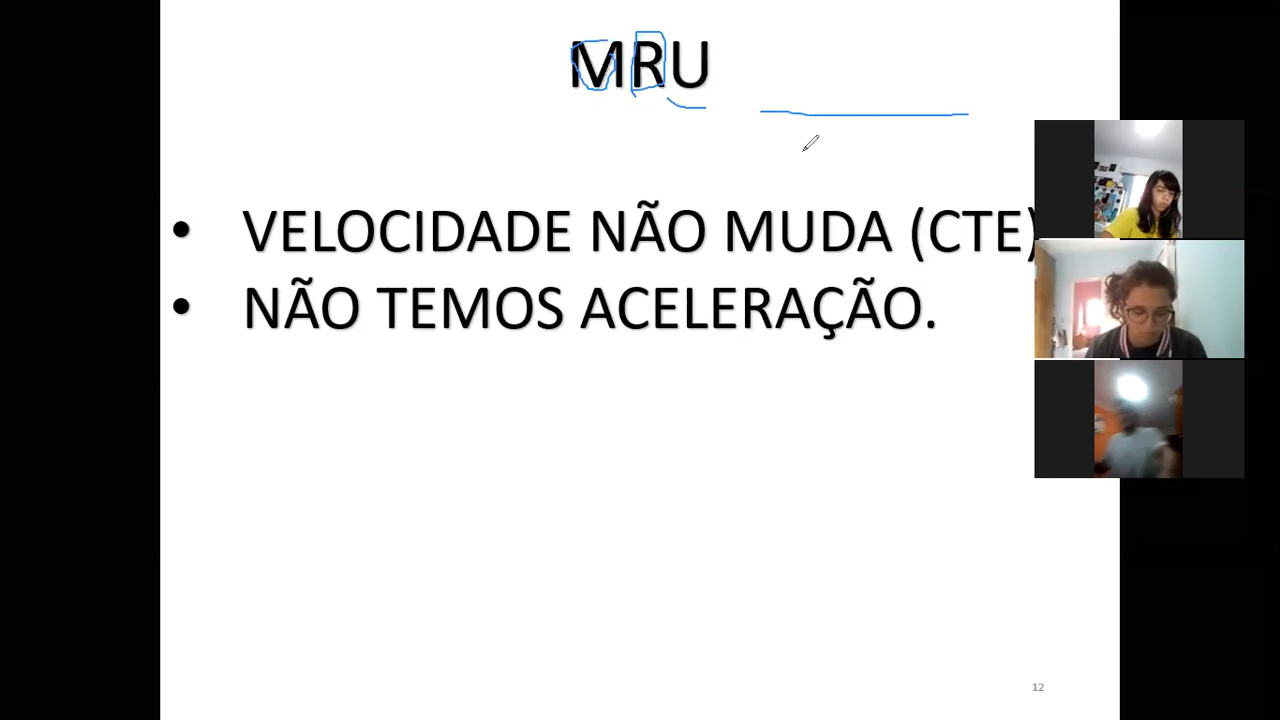 MRU
• VELOCIDADE NÃO MUDA (CTE)
• NÃO TEMOS ACELERAÇÃO.
12